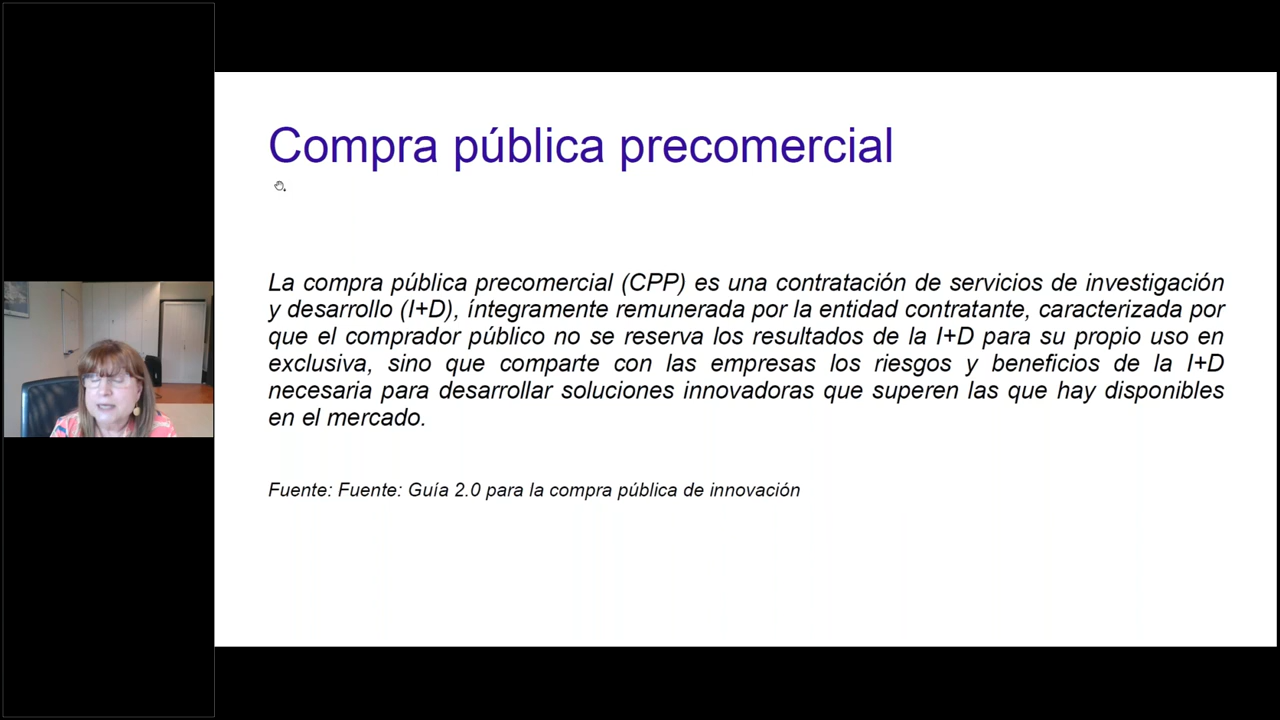 Compra pública precomercial
La compra pública precomercial (CPP) es una contratación de servicios de investigación
y desarrollo (I+D), íntegramente remunerada por la entidad contratante, caracterizada por
que el comprador público no se reserva los resultados de la I+D para su propio uso en
exclusiva, sino que comparte con las empresas los riesgos y beneficios de la I+D
necesaria para desarrollar soluciones innovadoras que superen las que hay disponibles
en el mercado.
Fuente: Fuente: Guía 2.0 para la compra pública de innovación